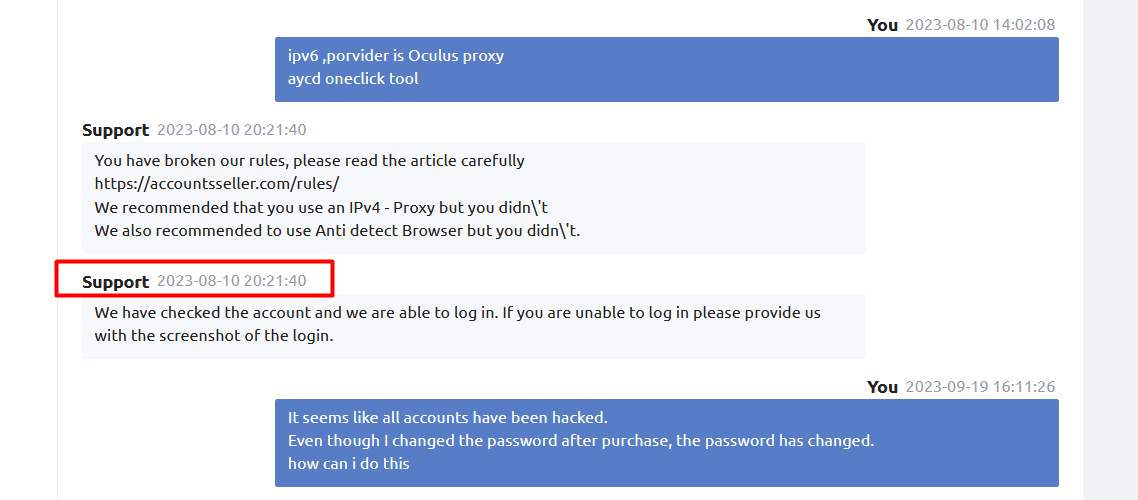 You 2023-08-10 14:02:08
ipv6 ,porvider is Oculus proxy
aycd oneclick tool
Support 2023-08-10 20:21:40
You have broken our rules, please read the article carefully
https://accountsseller.com/rules/
We recommended that you use an IPv4 - Proxy but you didn\'t
We also recommended to use Anti detect Browser but you didn\'t.
Support 2023-08-10 20:21:40
We have checked the account and we are able to log in. If you are unable to log in please provide us
with the screenshot of the login.
You 2023-09-19 16:11:26
It seems like all accounts have been hacked.
Even though I changed the password after purchase, the password has changed.
how can i do this